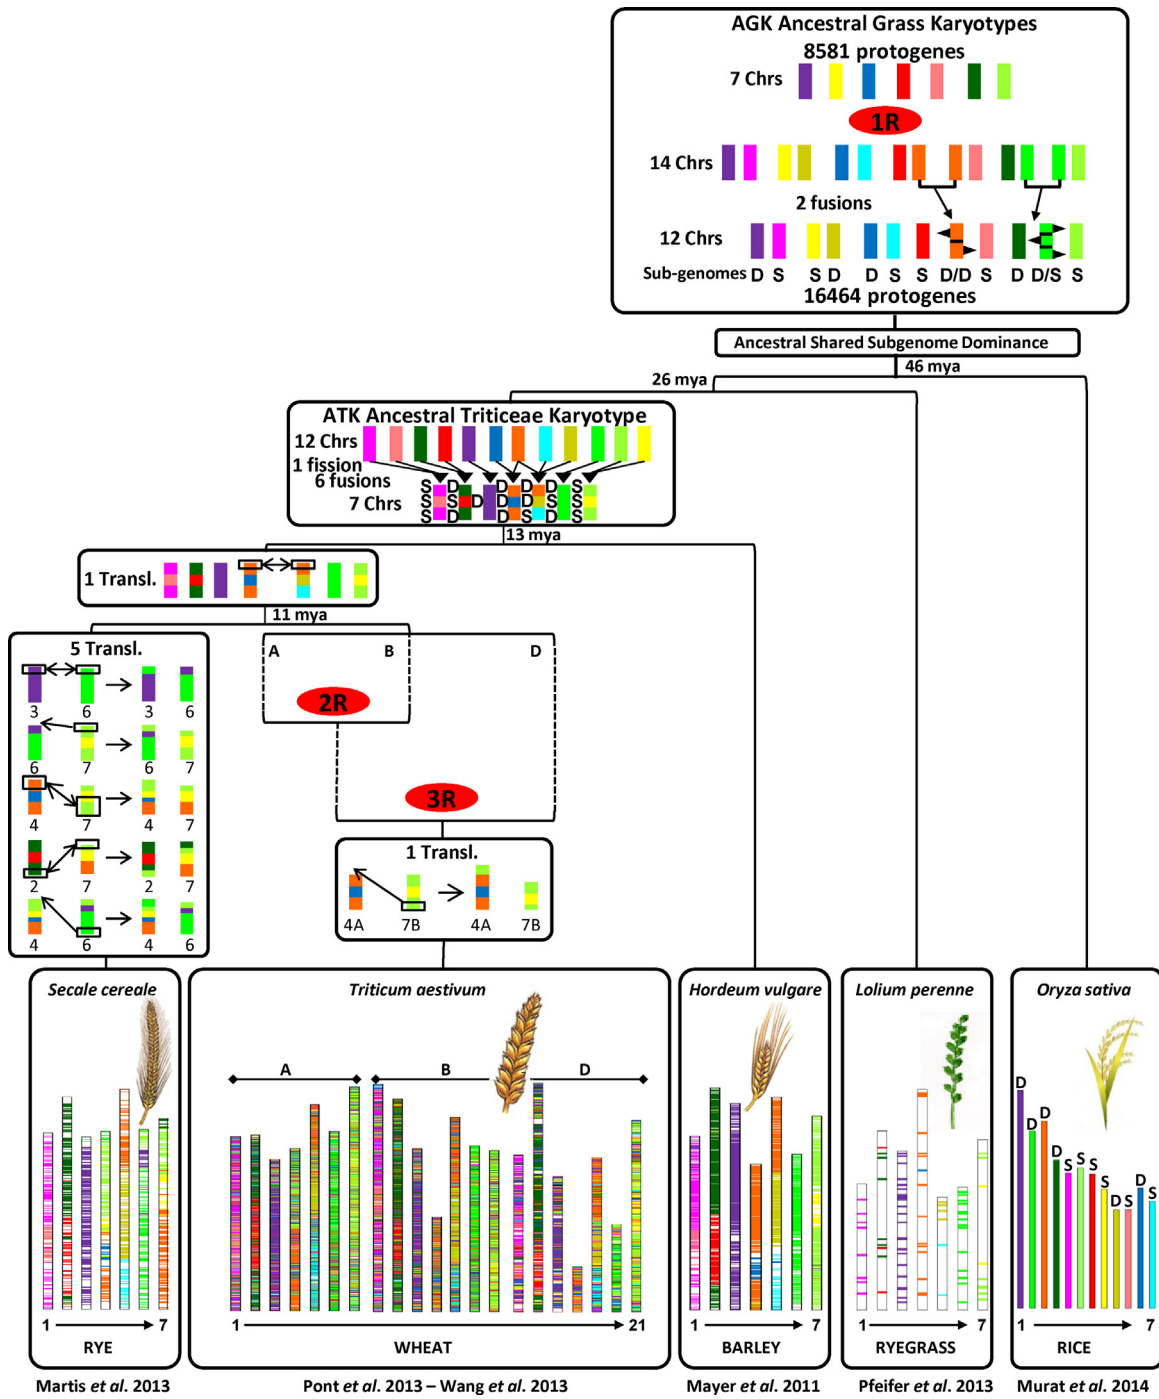 AGK Ancestral Grass Karyotypes
8581 protogenes
7 Chrs
1R
14 Chrs
2 fusions
12 Chrs
Sub-genomes D S S D D S S D/D S D D/S S
16464 protogenes
Ancestral Shared Subgenome Dominance
46 mya
26 mya
ATK Ancestral Triticeae Karyotype
12 Chrs
1 fission
6 fusions
S D D D D S
7 Chrs S S D D S S
S D D S D S
13 mya
1 Transl.
11 mya
5 Transl.
3 6 3 6
6 7 6 7
4 7 4 7
2 7 2 7
4 6 4 6
A B D
2R
3R
1 Transl.
4A 7B 4A 7B
Secale cereale
1 7
RYE
Triticum aestivum
A B D
1 21
WHEAT
Hordeum vulgare
1 7
BARLEY
Lolium perenne
1 7
RYEGRASS
Oryza sativa
D D D D S S S S D S D S
1 7
RICE
Martis et al. 2013
Pont et al. 2013 – Wang et al. 2013
Mayer et al. 2011
Pfeifer et al. 2013
Murat et al. 2014